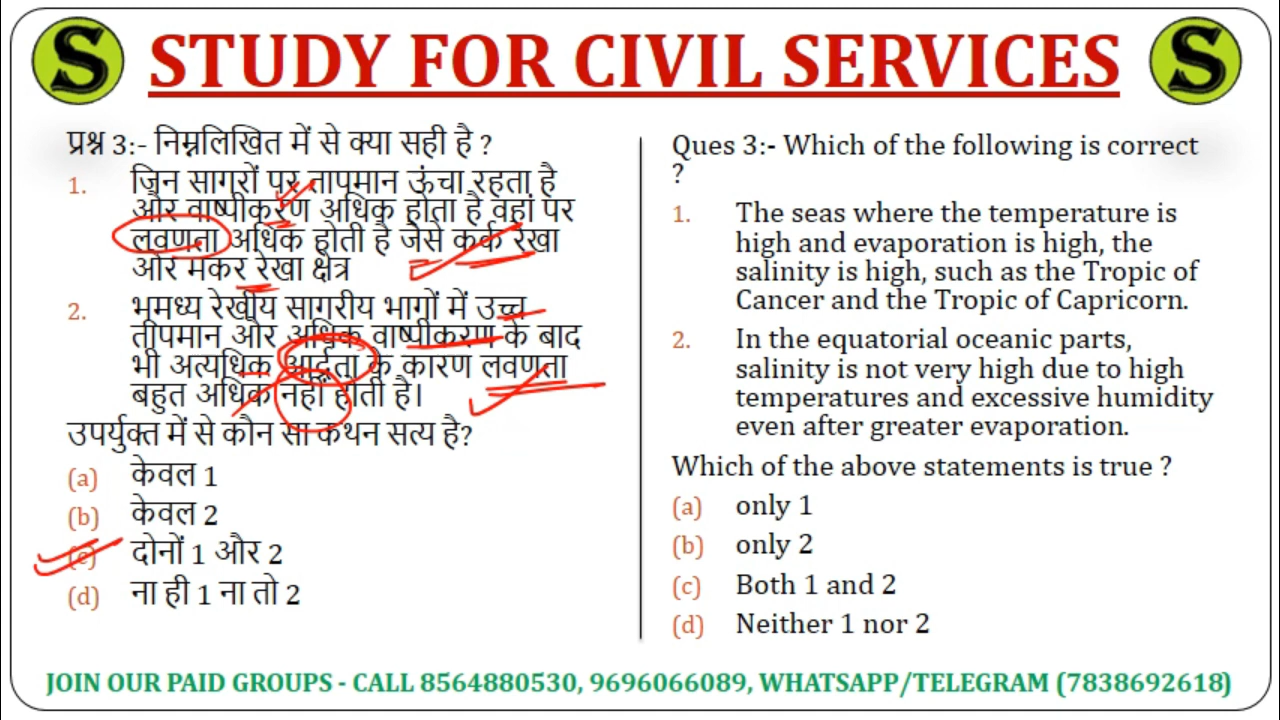 S STUDY FOR CIVIL SERVICES S
प्रश्न 3:- निम्नलिखित में से क्या सही है ?
1. जिन सागरों पर तापमान ऊंचा रहता है
और वाष्पीकरण अधिक होता है वहां पर
लवणता अधिक होती है जैसे कर्क रेखा
और मकर रेखा क्षेत्र
2. भूमध्य रेखीय सागरीय भागों में उच्च
तापमान और अधिक वाष्पीकरण के बाद
भी अत्यधिक आर्द्रता के कारण लवणता
बहुत अधिक नहीं होती है।
उपर्युक्त में से कौन सा कथन सत्य है?
(a) केवल 1
(b) केवल 2
(c) दोनों 1 और 2
(d) ना ही 1 ना तो 2
Ques 3:- Which of the following is correct
?
1. The seas where the temperature is
high and evaporation is high, the
salinity is high, such as the Tropic of
Cancer and the Tropic of Capricorn.
2. In the equatorial oceanic parts,
salinity is not very high due to high
temperatures and excessive humidity
even after greater evaporation.
Which of the above statements is true ?
(a) only 1
(b) only 2
(c) Both 1 and 2
(d) Neither 1 nor 2
JOIN OUR PAID GROUPS - CALL 8564880530, 9696066089, WHATSAPP/TELEGRAM (7838692618)